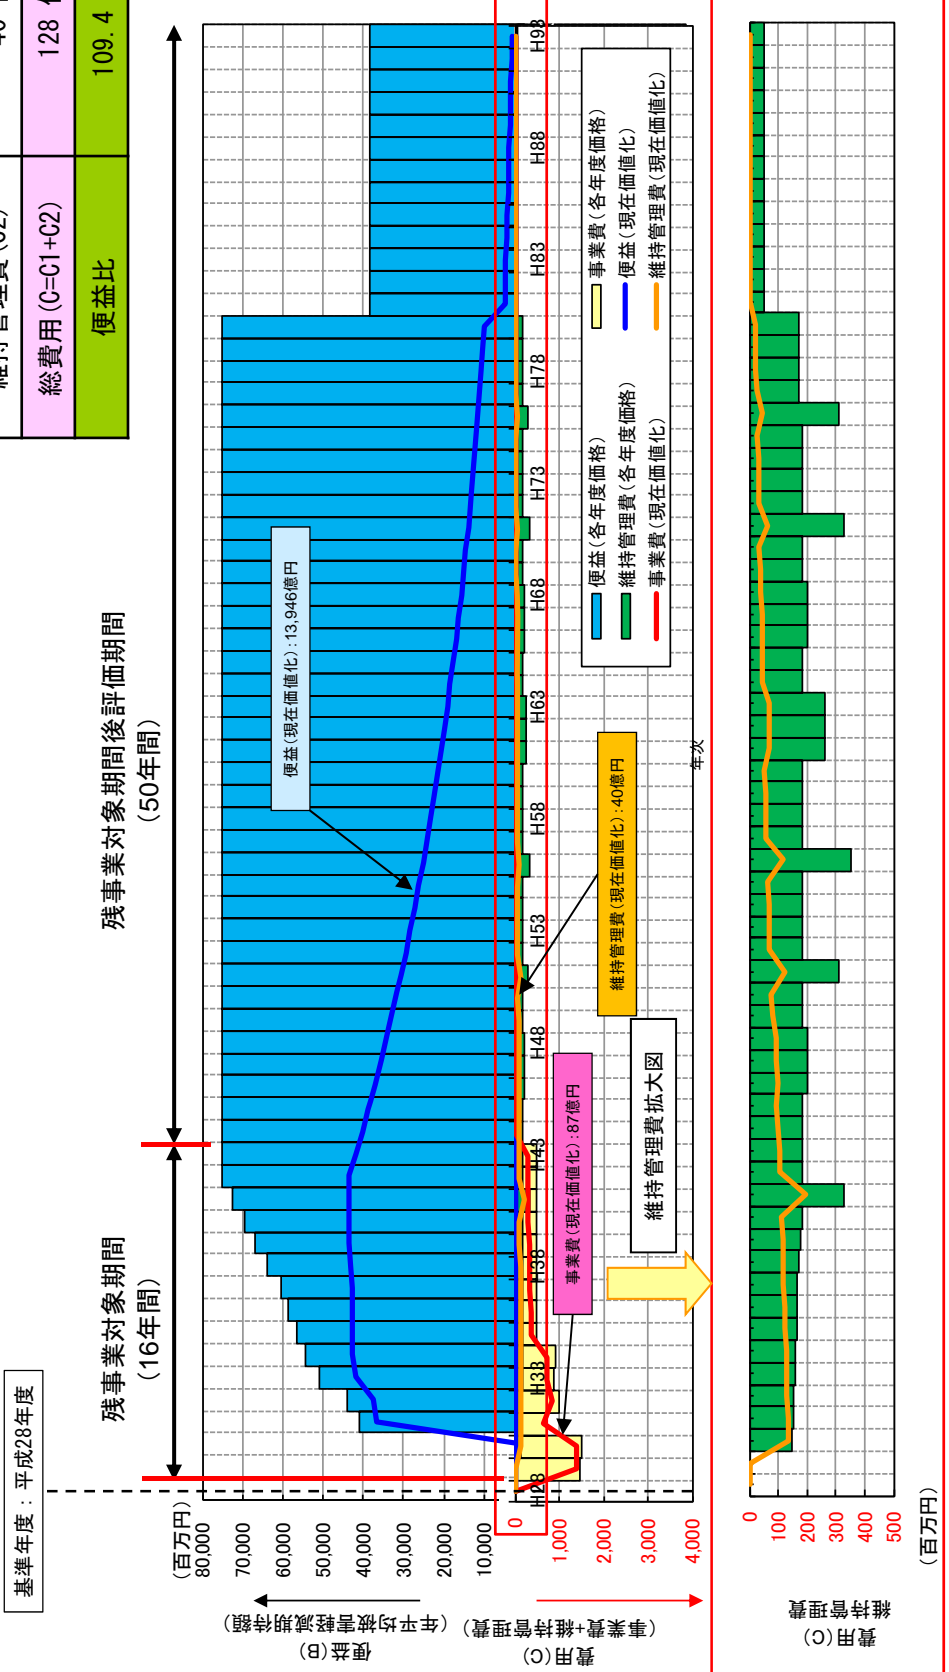 基準年度：平成28年度
総費用(C=C1+C2)
128
便益比
109.4
残事業対象期間
(16年間)
残事業対象期間後評価期間
(50年間)
(百万円)
80,000
70,000
60,000
50,000
40,000
30,000
20,000
10,000
0
1,000
2,000
3,000
4,000
便益(B)
(年平均被害軽減期待額)
費用(C)
(事業費+維持管理費)
H28
H33
H38
H43
H48
H53
H58
H63
H68
H73
H78
H83
H88
H93
年次
便益(現在価値化):13,946億円
事業費(現在価値化):87億円
維持管理費(現在価値化):40億円
便益(各年度価格)
事業費(各年度価格)
維持管理費(各年度価格)
便益(現在価値化)
事業費(現在価値化)
維持管理費(現在価値化)
維持管理費拡大図
0
100
200
300
400
500
(百万円)
費用(C)
維持管理費